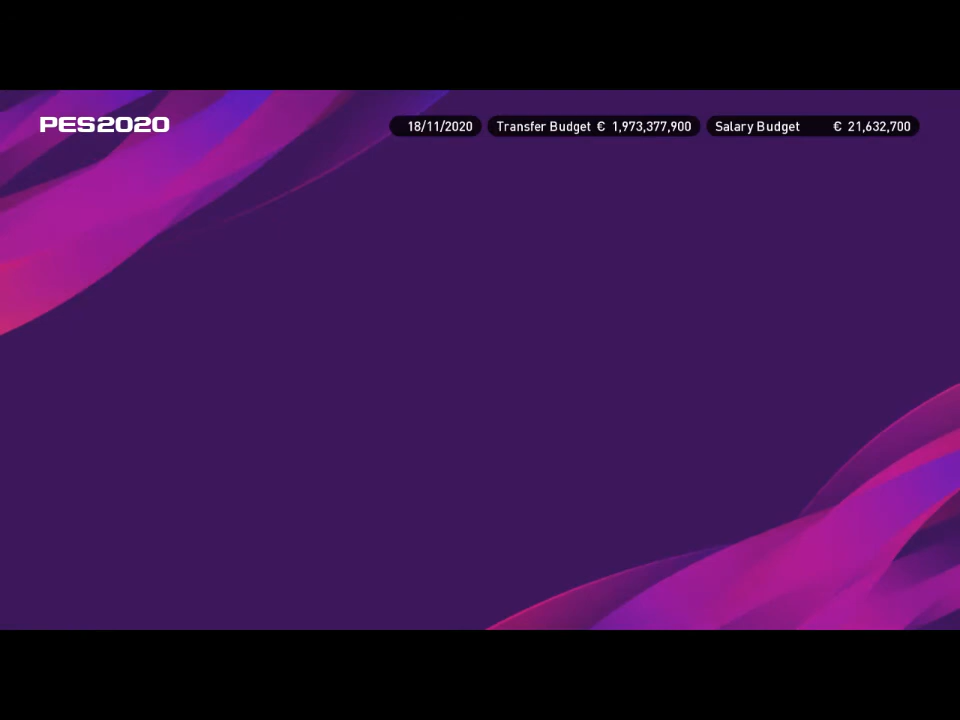 PES2020
18/11/2020 Transfer Budget € 1,973,377,900 Salary Budget € 21,632,700